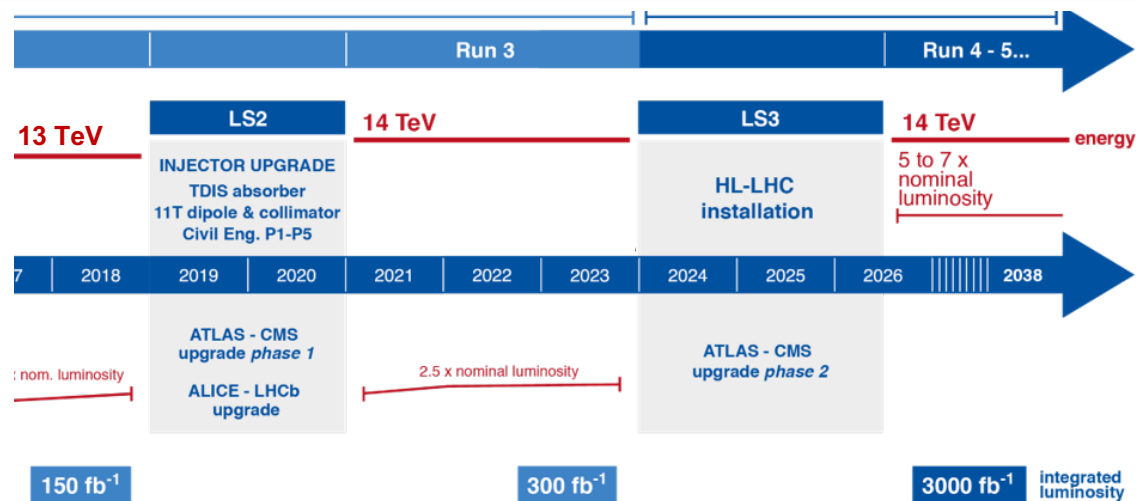 Run 3
Run 4 - 5...
LS2
LS3
13 TeV
14 TeV
14 TeV
energy
INJECTOR UPGRADE
TDIS absorber
11T dipole & collimator
Civil Eng. P1-P5
HL-LHC
installation
5 to 7 x
nominal
luminosity
7
2018
2019
2020
2021
2022
2023
2024
2025
2026
2038
ATLAS - CMS
upgrade phase 1
ALICE - LHCb
upgrade
nom. luminosity
2.5 x nominal luminosity
ATLAS - CMS
upgrade phase 2
150 fb⁻¹
300 fb⁻¹
3000 fb⁻¹
integrated
luminosity